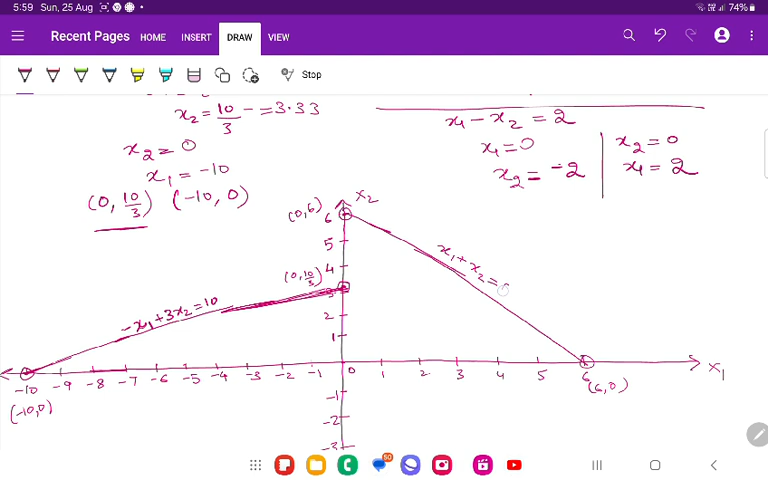 5:59 Sun, 25 Aug 74%
Recent Pages HOME INSERT DRAW VIEW
Stop
x₂ = 10/3 = 3.33
x₂ = 0
x₁ = -10
(0, 10/3) (-10, 0)
x₁ - x₂ = 2
x₁ = 0 x₂ = 0
x₂ = -2 x₁ = 2
x₂
(0,6) 6
5
(0, 10/3) 4
3
2
1
-x₁+3x₂=10
x₁+x₂=
-10 -9 -8 -7 -6 -5 -4 -3 -2 -1 0 1 2 3 4 5 6 x₁
(-10,0) (6,0)
-1
-2
-3